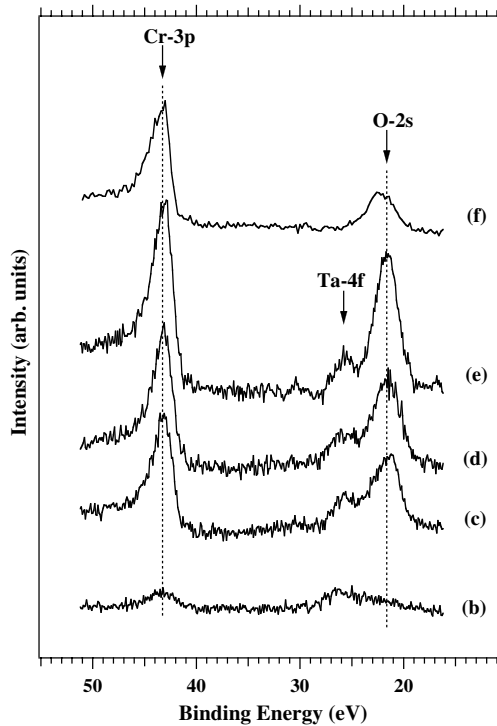 Cr-3p
O-2s
(f)
Ta-4f
(e)
(d)
(c)
(b)
Intensity (arb. units)
50 40 30 20
Binding Energy (eV)